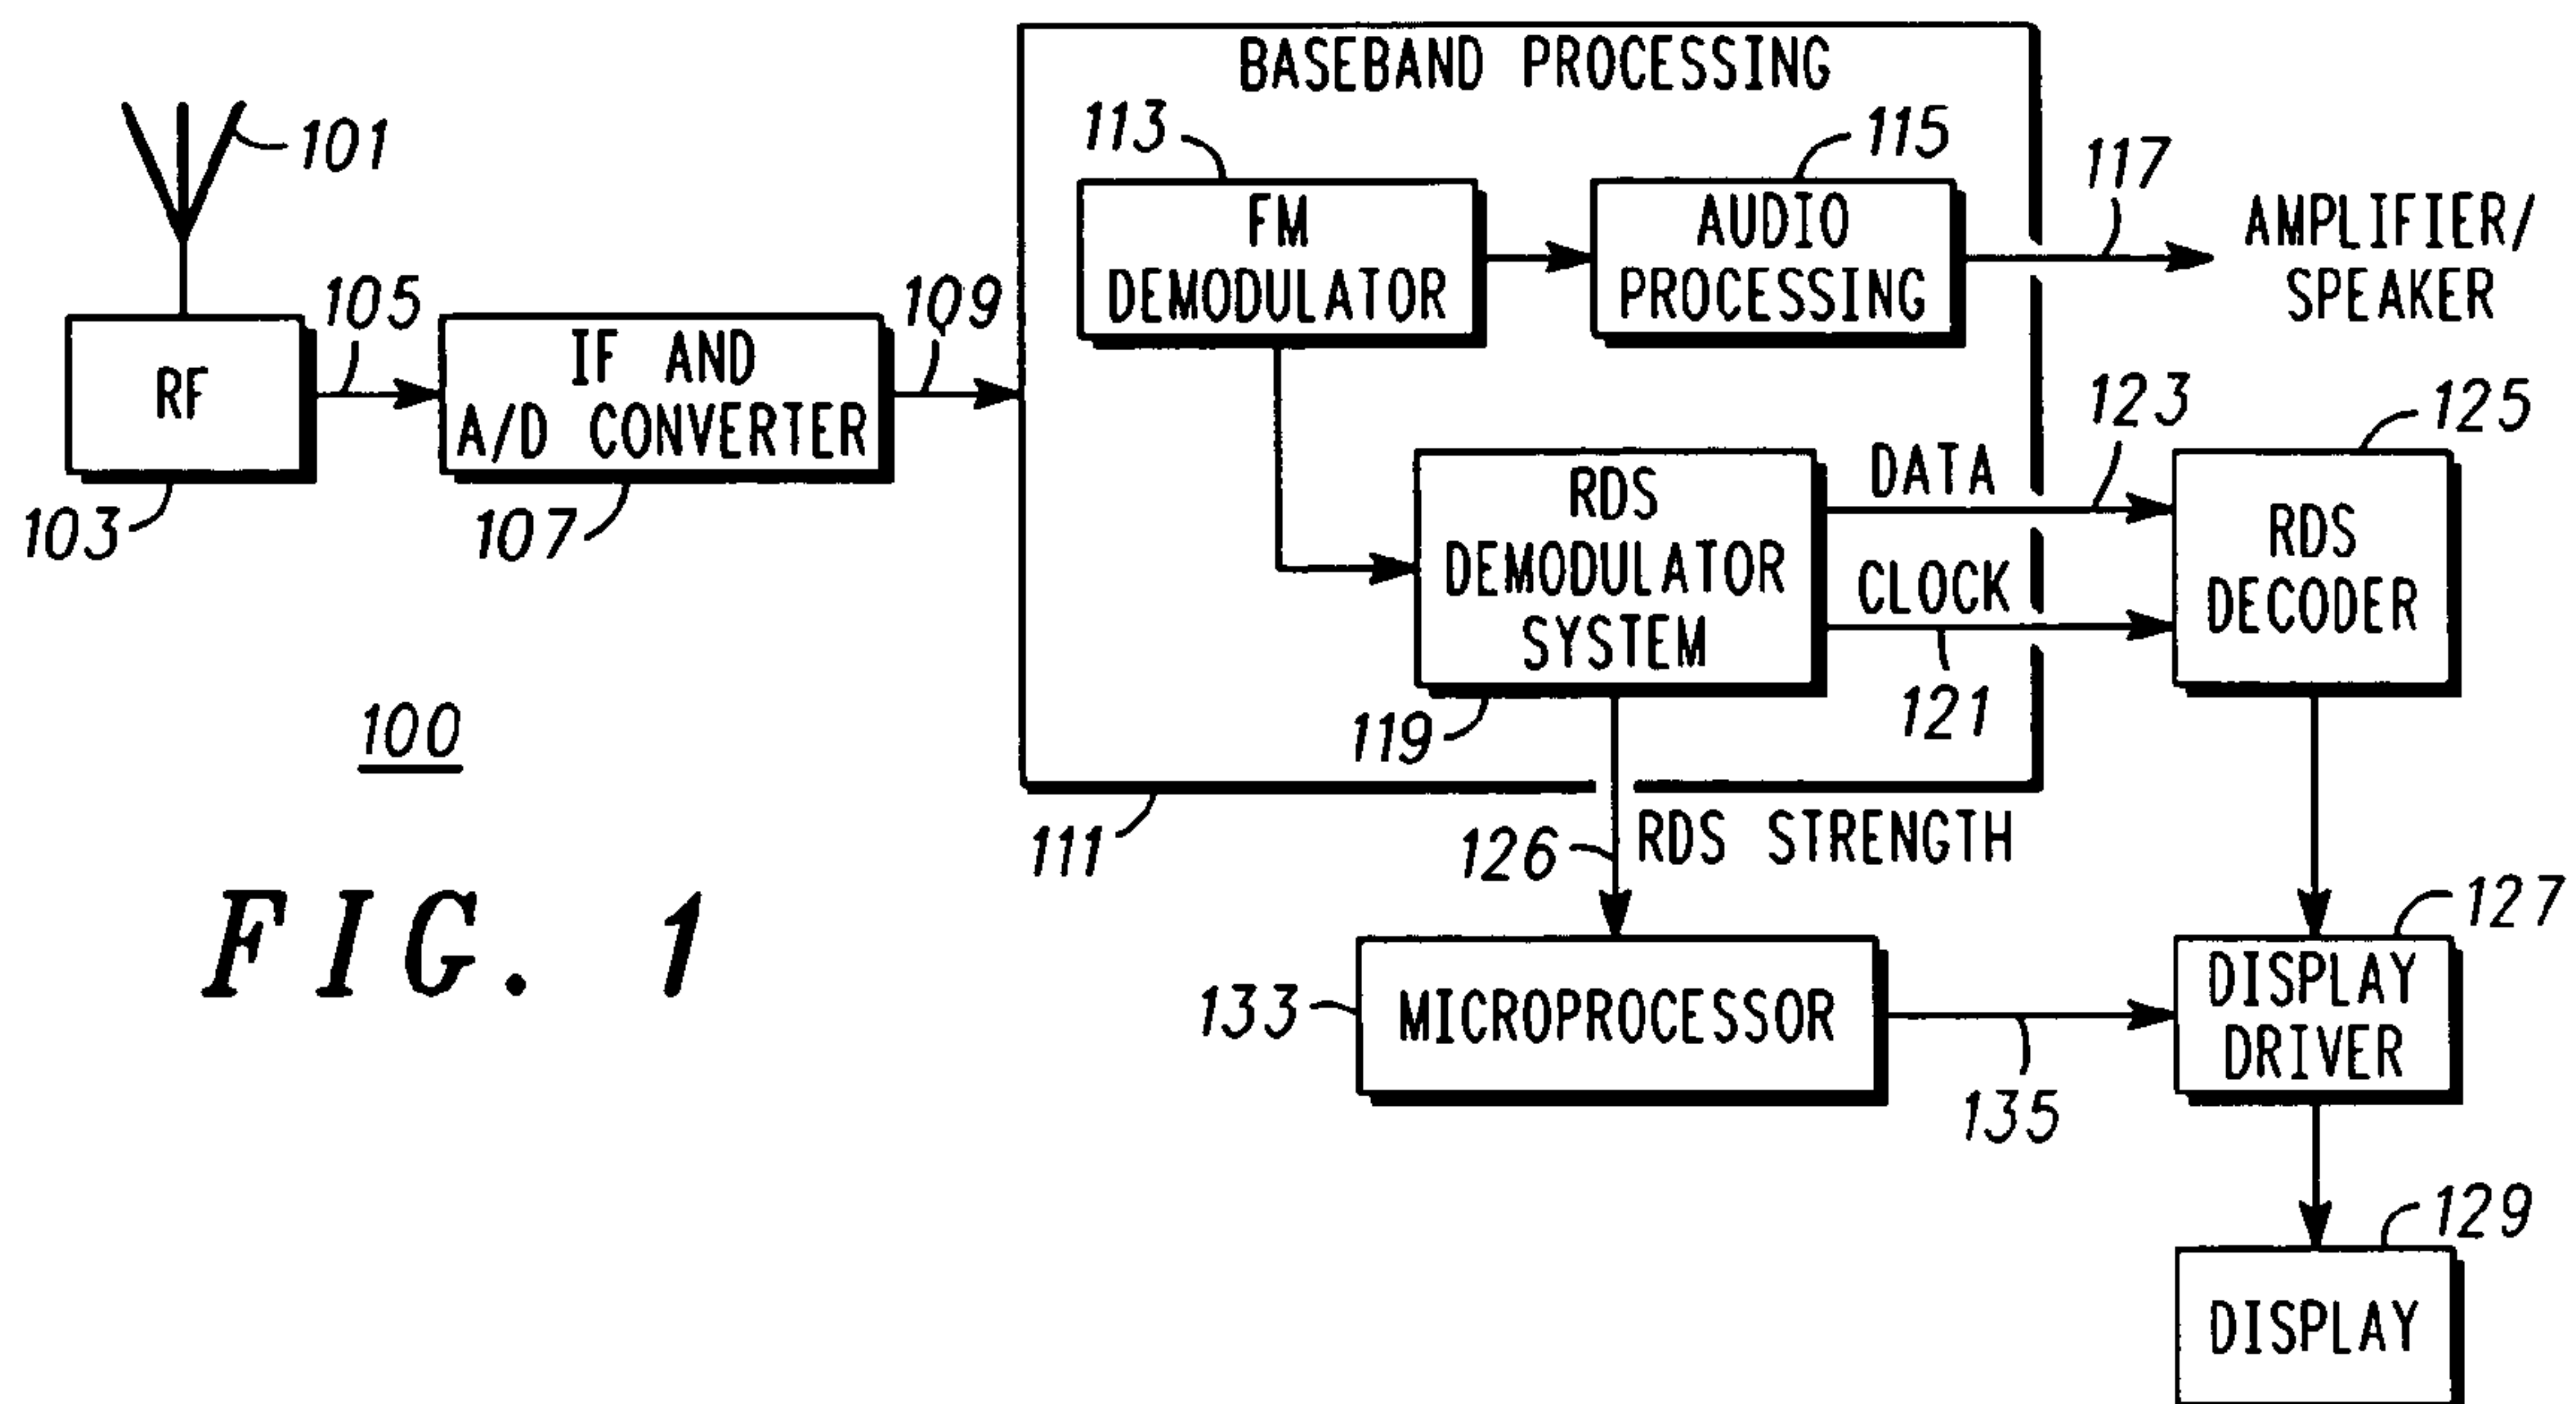 BASEBAND PROCESSING
101
113
115
117
FM
DEMODULATOR
AUDIO
PROCESSING
AMPLIFIER/
SPEAKER
105
109
RF
IF AND
A/D CONVERTER
103
107
123
125
DATA
CLOCK
RDS
DEMODULATOR
SYSTEM
RDS
DECODER
119
121
100
111
126
RDS STRENGTH
FIG. 1
127
133
MICROPROCESSOR
DISPLAY
DRIVER
135
129
DISPLAY